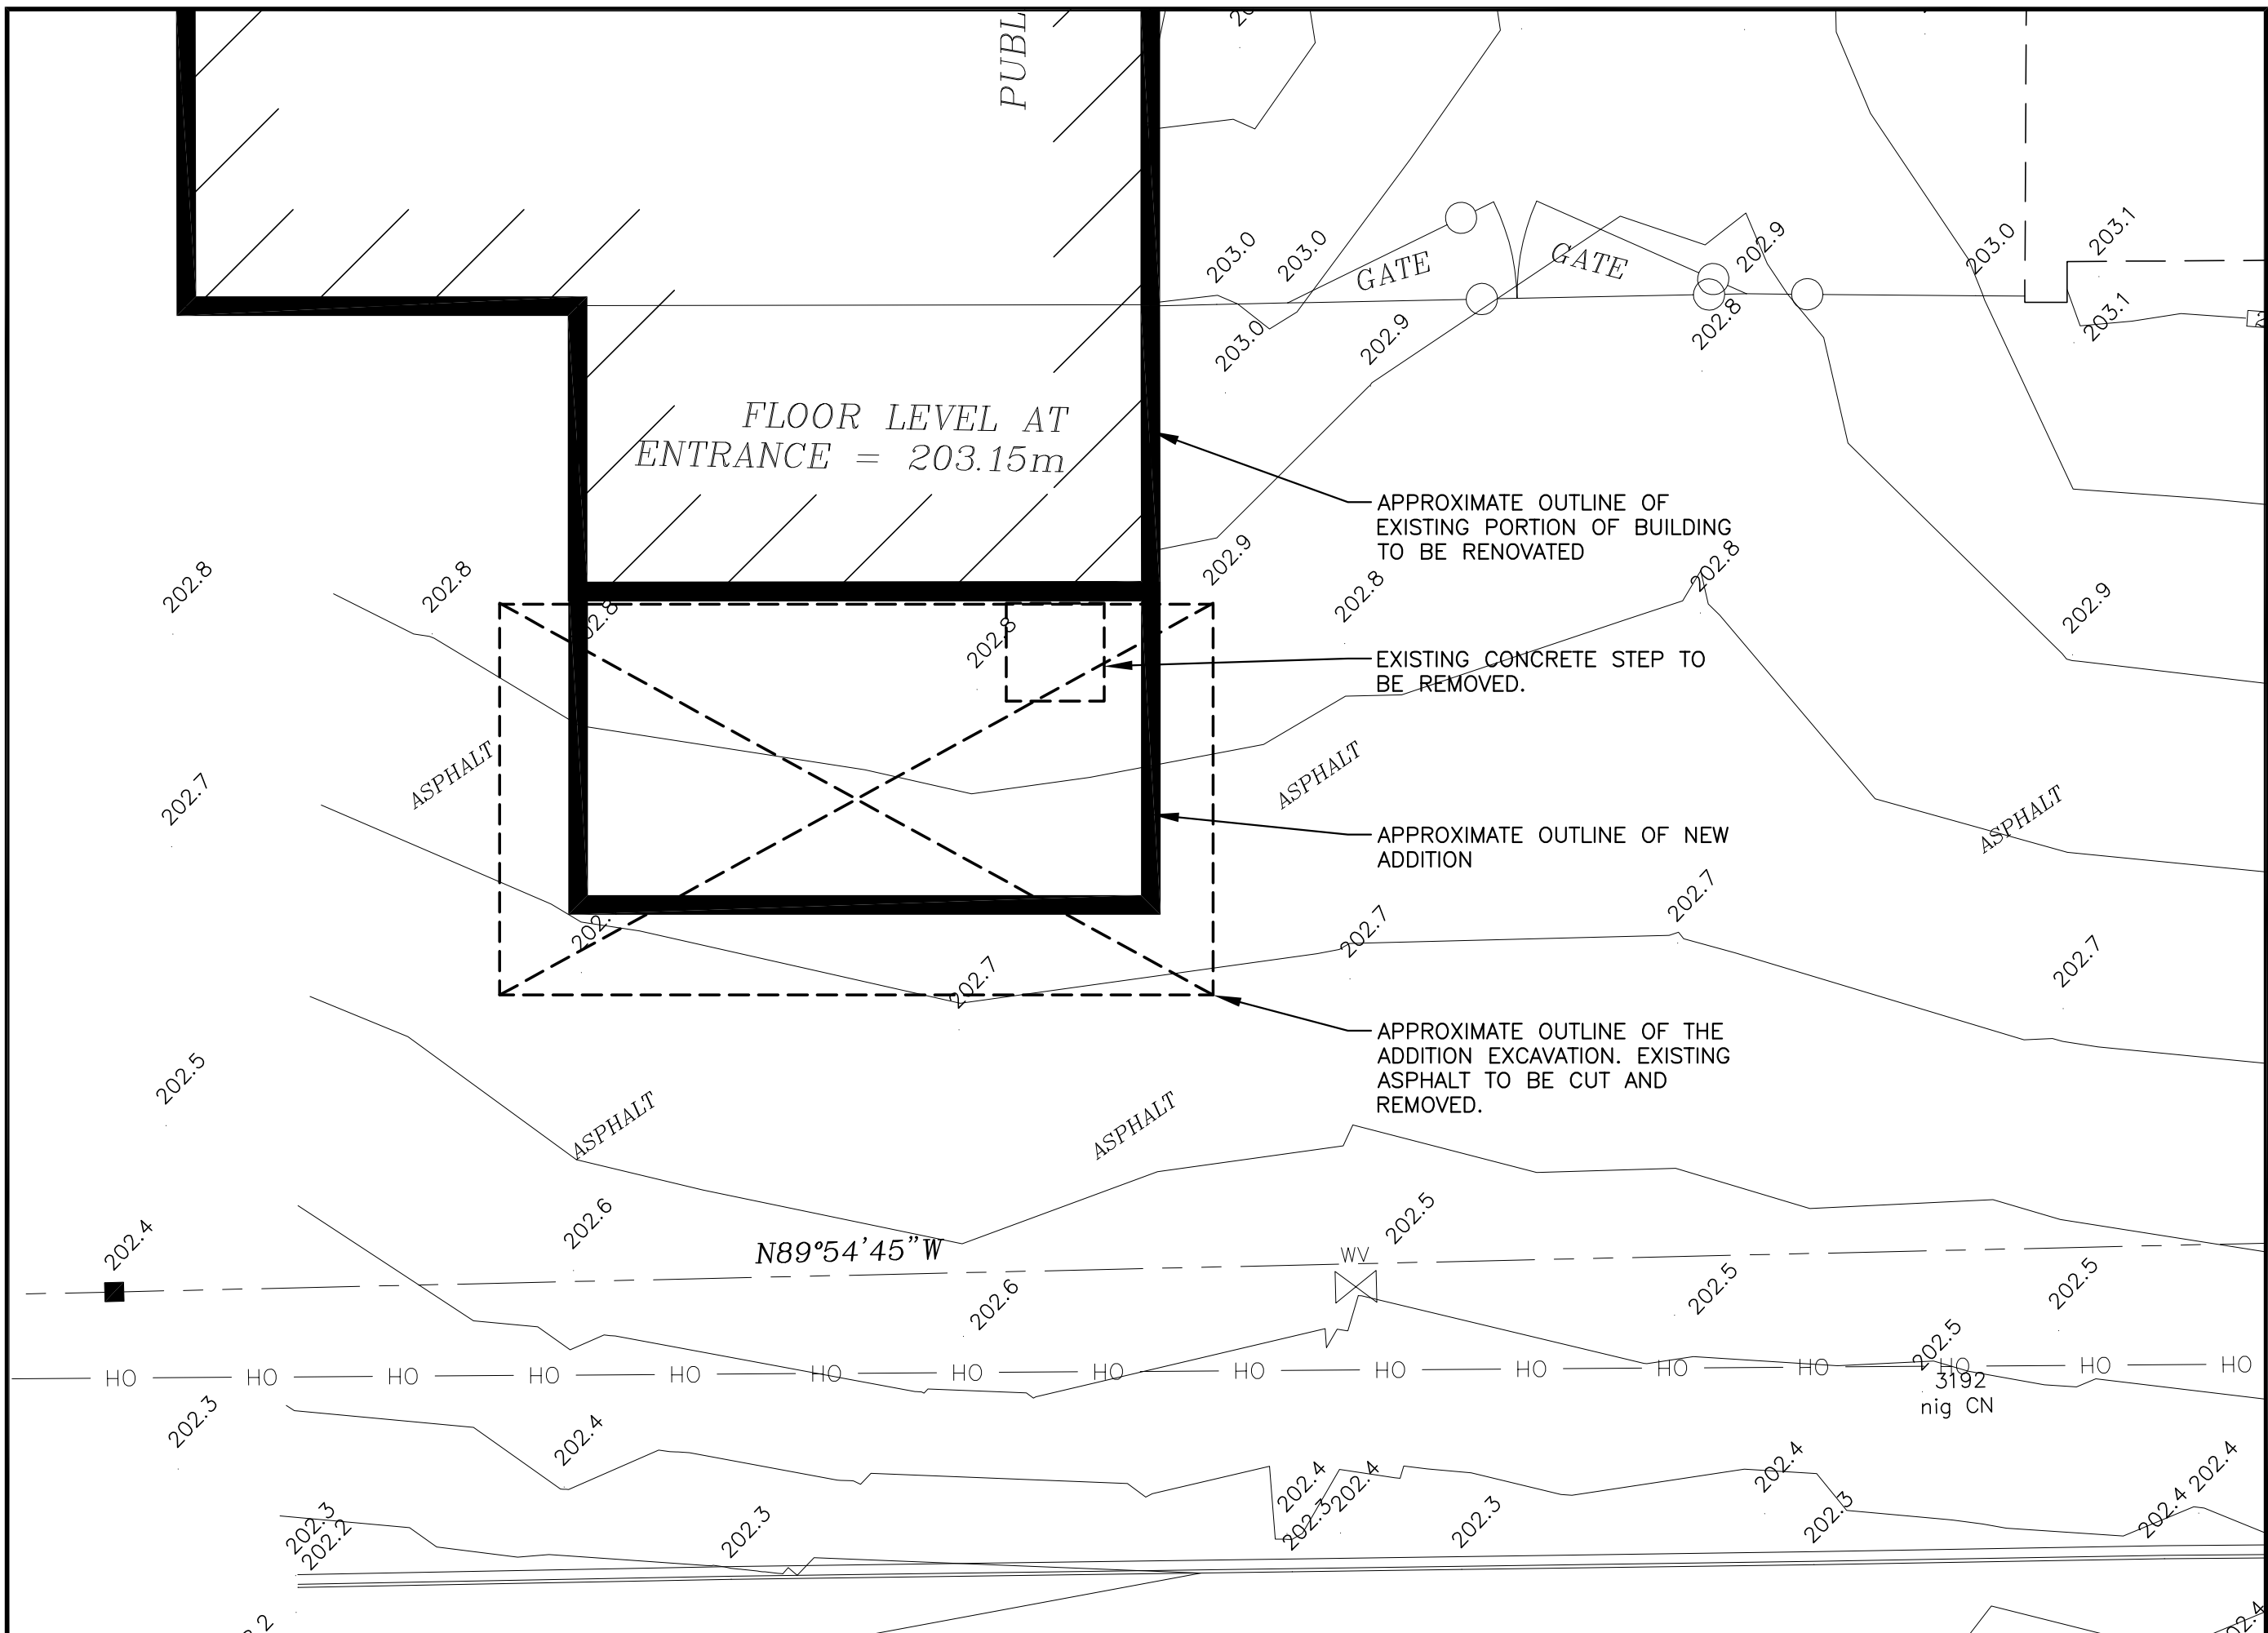 PUBL
203.0
203.0
GATE
GATE
202.9
203.0
203.1
203.0
202.9
202.8
203.1
FLOOR LEVEL AT
ENTRANCE = 203.15m
APPROXIMATE OUTLINE OF
EXISTING PORTION OF BUILDING
TO BE RENOVATED
202.8
202.8
202.9
202.8
202.8
202.9
202.8
EXISTING CONCRETE STEP TO
BE REMOVED.
202.7
ASPHALT
ASPHALT
ASPHALT
APPROXIMATE OUTLINE OF NEW
ADDITION
202.
202.7
202.7
202.7
202.7
APPROXIMATE OUTLINE OF THE
ADDITION EXCAVATION. EXISTING
ASPHALT TO BE CUT AND
REMOVED.
202.5
ASPHALT
ASPHALT
202.4
202.6
N89°54'45"W
202.5
WV
202.6
202.5
202.5
202.5
HO HO HO HO HO HO HO HO HO HO HO HO HO HO HO HO
3192
nig CN
202.3
202.4
202.4
202.4
202.4
202.4
202.3
202.2
202.3
202.3
202.3
202.3
202.4